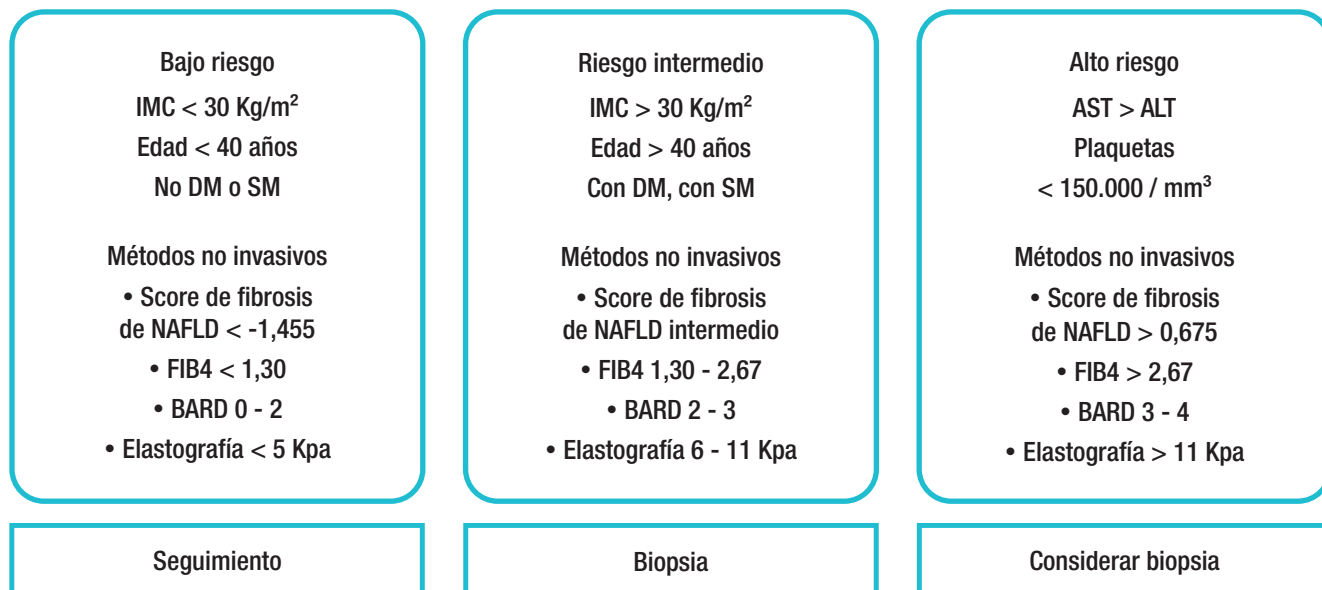 Bajo riesgo
IMC < 30 Kg/m²
Edad < 40 años
No DM o SM
Métodos no invasivos
• Score de fibrosis
de NAFLD < -1,455
• FIB4 < 1,30
• BARD 0 - 2
• Elastografía < 5 Kpa
Seguimiento
Riesgo intermedio
IMC > 30 Kg/m²
Edad > 40 años
Con DM, con SM
Métodos no invasivos
• Score de fibrosis
de NAFLD intermedio
• FIB4 1,30 - 2,67
• BARD 2 - 3
• Elastografía 6 - 11 Kpa
Biopsia
Alto riesgo
AST > ALT
Plaquetas
< 150.000 / mm³
Métodos no invasivos
• Score de fibrosis
de NAFLD > 0,675
• FIB4 > 2,67
• BARD 3 - 4
• Elastografía > 11 Kpa
Considerar biopsia